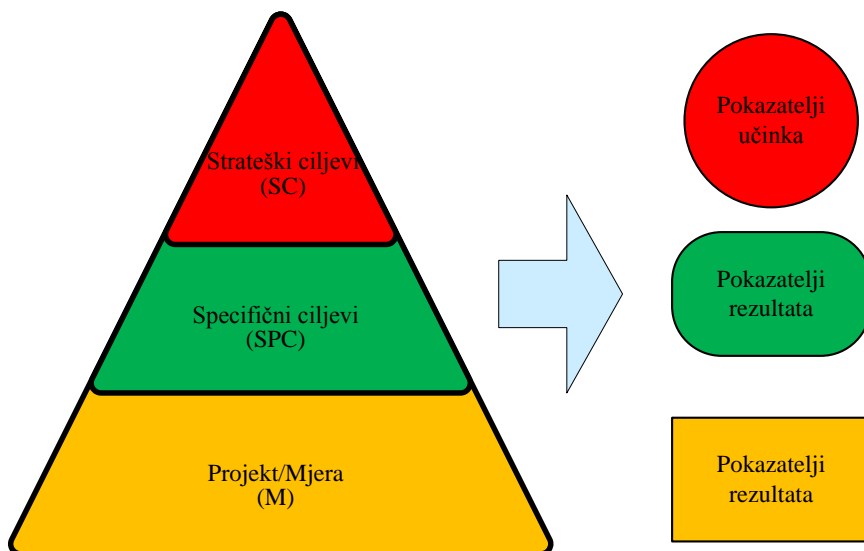 Strateški ciljevi
(SC)
Specifični ciljevi
(SPC)
Projekt/Mjera
(M)
Pokazatelji
učinka
Pokazatelji
rezultata
Pokazatelji
rezultata